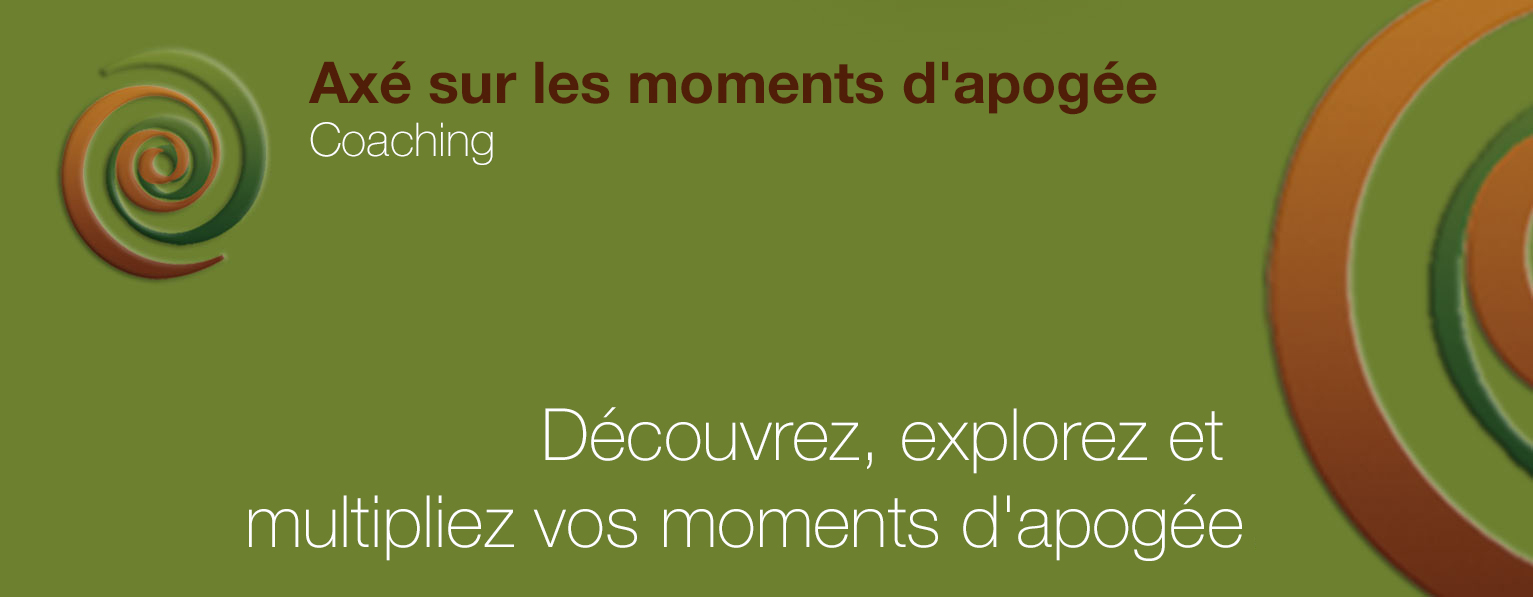 Axé sur les moments d'apogée
Coaching
Découvrez, explorez et
multipliez vos moments d'apogée